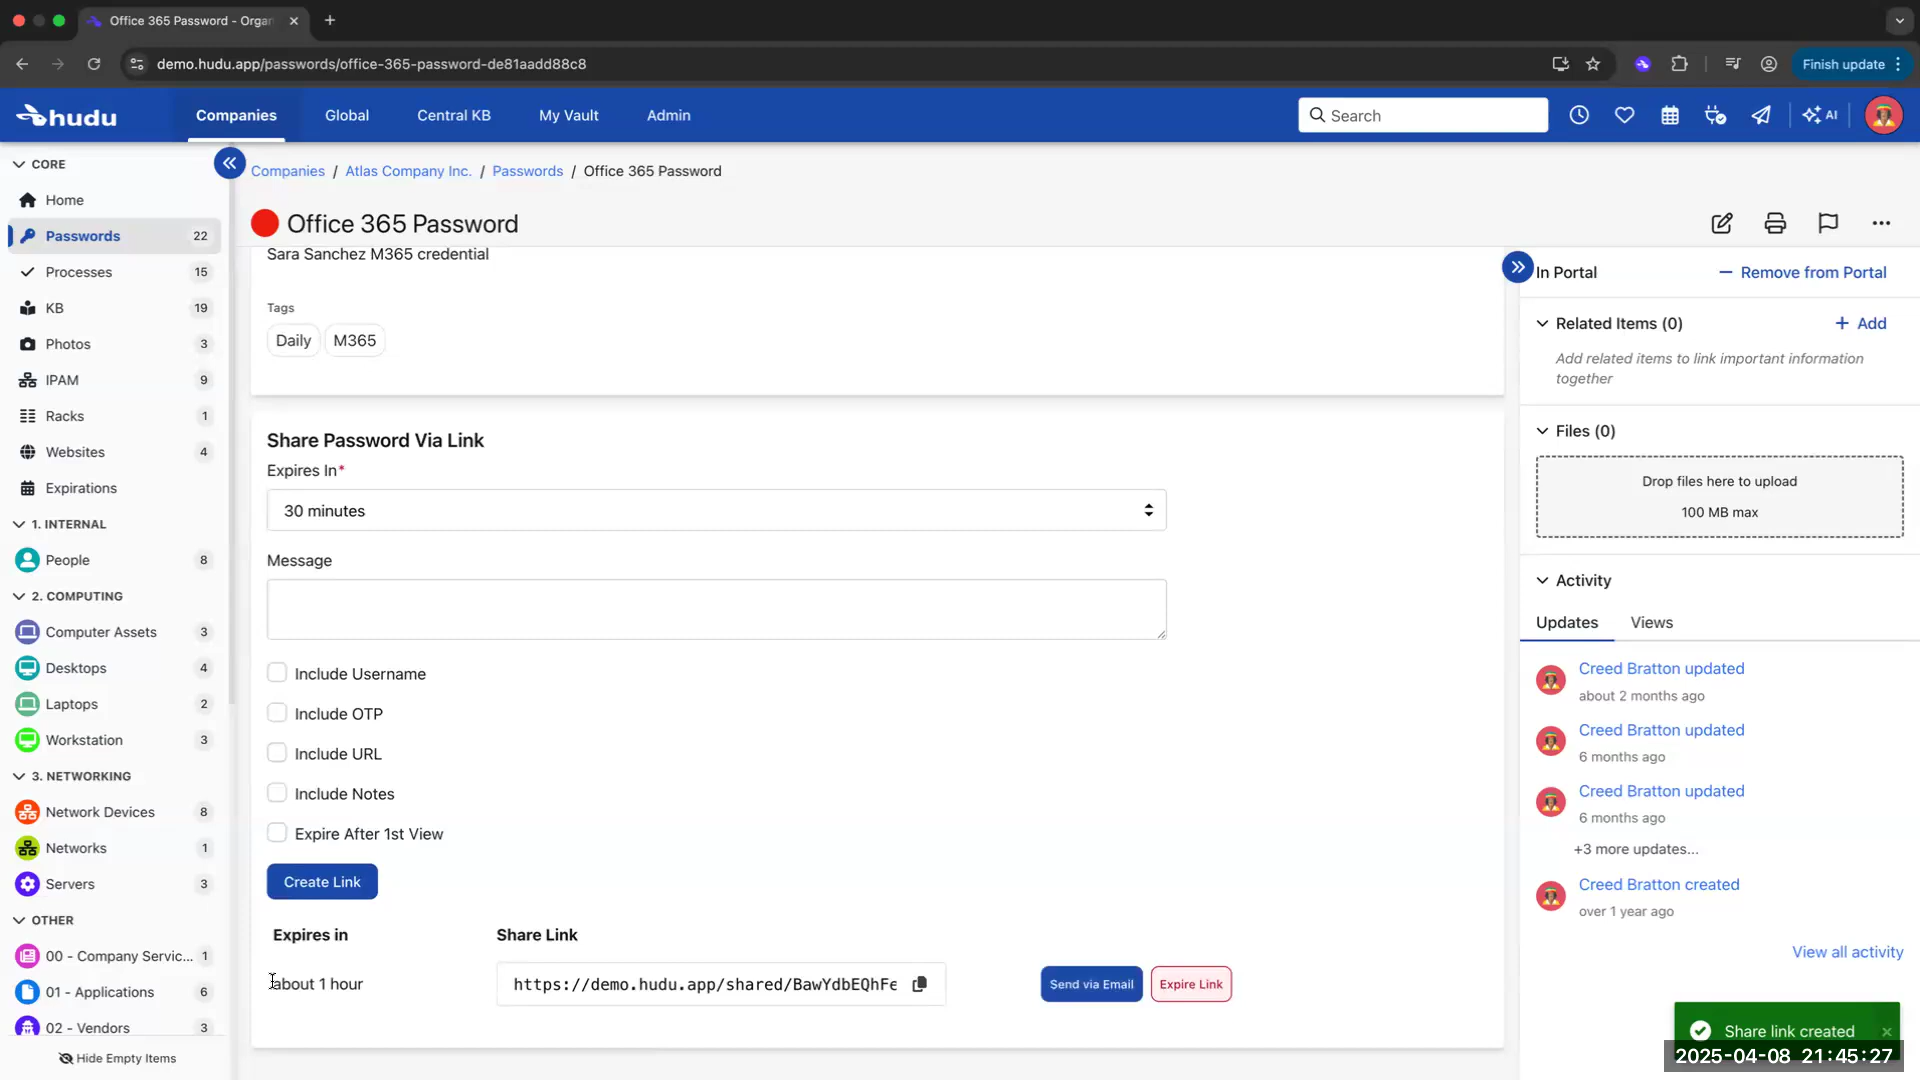 Office 365 Password - Organ
demo.hudu.app/passwords/office-365-password-de81aadd88c8
Finish update
hudu
Companies
Global
Central KB
My Vault
Admin
Search
AI
CORE
Home
Passwords 22
Processes 15
KB 19
Photos 3
IPAM 9
Racks 1
Websites 4
Expirations
1. INTERNAL
People 8
2. COMPUTING
Computer Assets 3
Desktops 4
Laptops 2
Workstation 3
3. NETWORKING
Network Devices 8
Networks 1
Servers 3
OTHER
00 - Company Servic... 1
01 - Applications 6
02 - Vendors 3
Hide Empty Items
Companies / Atlas Company Inc. / Passwords / Office 365 Password
Office 365 Password
Sara Sanchez M365 credential
Tags
Daily M365
Share Password Via Link
Expires In*
30 minutes
Message
Include Username
Include OTP
Include URL
Include Notes
Expire After 1st View
Create Link
Expires in Share Link
about 1 hour https://demo.hudu.app/shared/BawYdbEQhFe Send via Email Expire Link
In Portal
Remove from Portal
Related Items (0)
+ Add
Add related items to link important information
together
Files (0)
Drop files here to upload
100 MB max
Activity
Updates Views
Creed Bratton updated
about 2 months ago
Creed Bratton updated
6 months ago
Creed Bratton updated
6 months ago
+3 more updates...
Creed Bratton created
over 1 year ago
View all activity
Share link created
2025-04-08 21:45:27